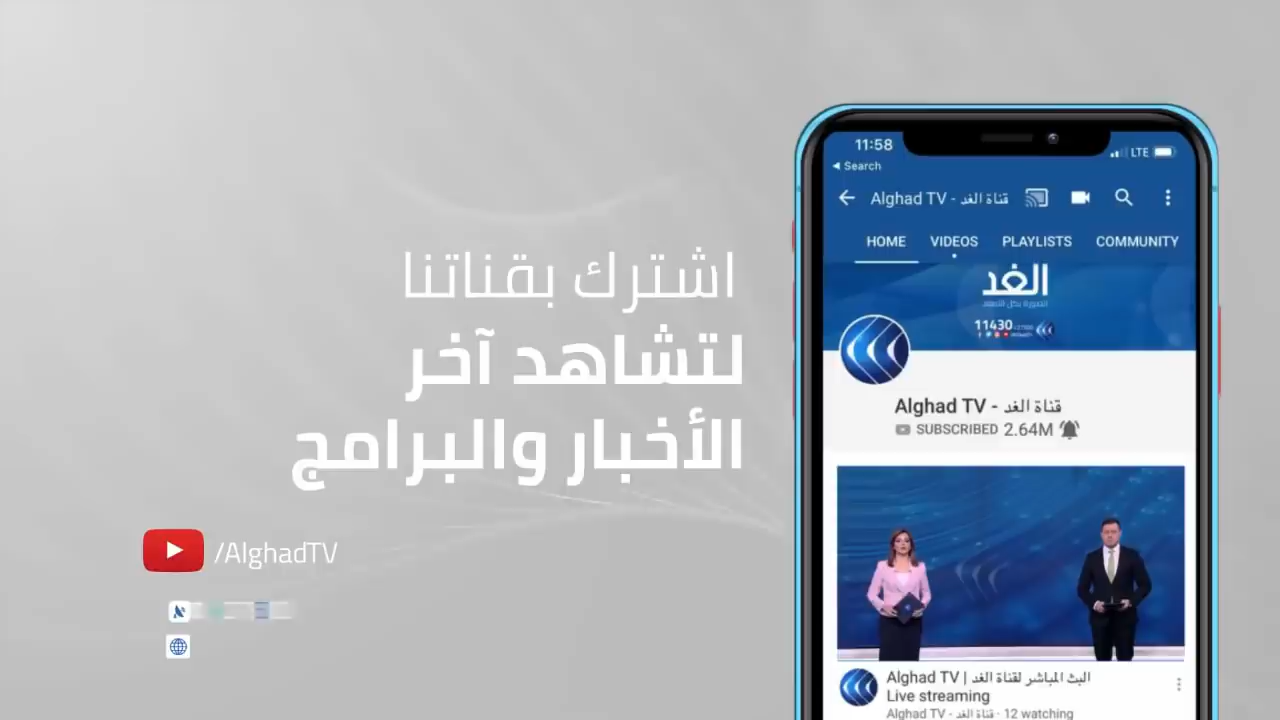 اشترك بقناتنا
لتشاهد آخر
الأخبار والبرامج
/AlghadTV
11:58
LTE
Search
Alghad TV - قناة الغد
HOME VIDEOS PLAYLISTS COMMUNITY
الغد
11430
Alghad TV - قناة الغد
SUBSCRIBED 2.64M
Alghad TV | البث المباشر لقناة الغد
Live streaming
Alghad TV - قناة الغد · 12 watching